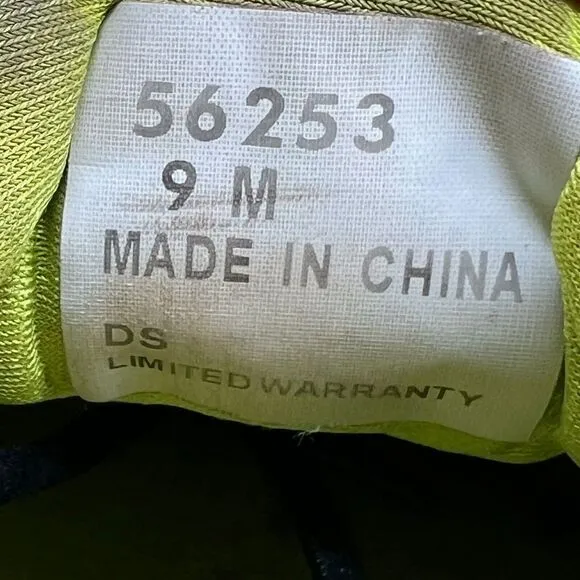 56253
9 M
MADE IN CHINA
DS
LIMITED WARRANTY